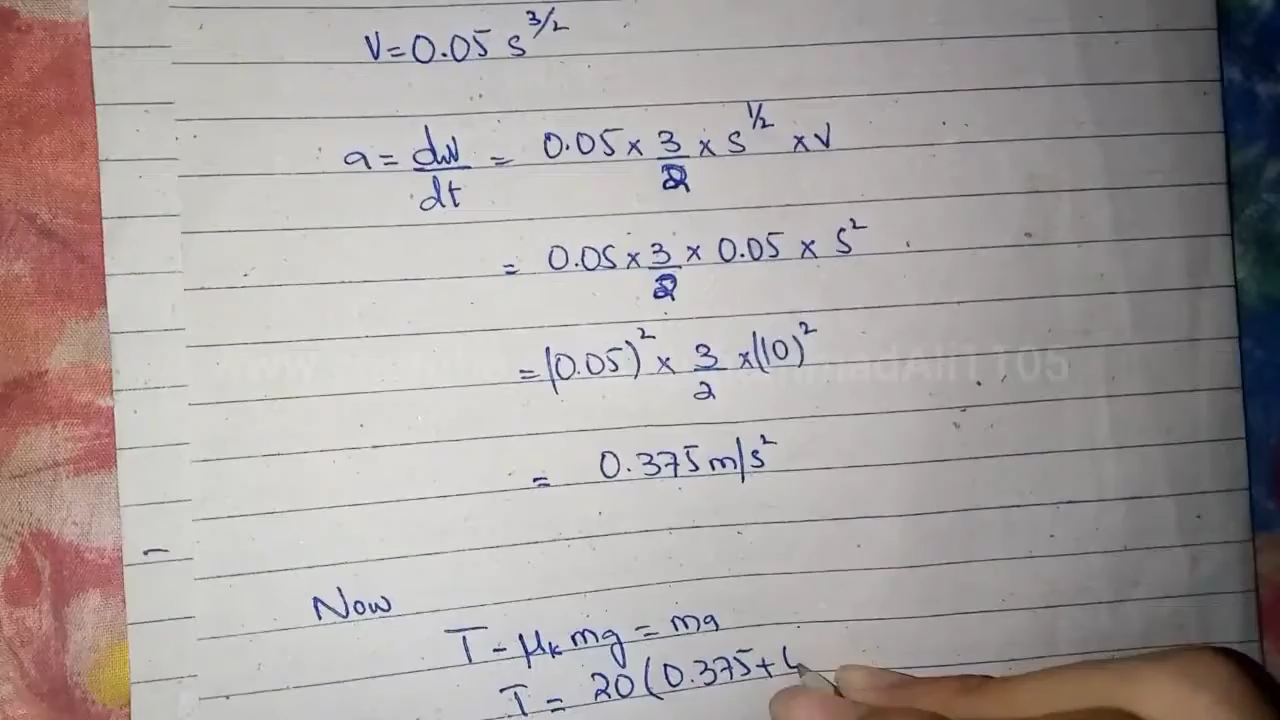 V=0.05 s^3/2
a = dv/dt = 0.05 × 3/2 × s^1/2 × v
= 0.05 × 3/2 × 0.05 × s^2
= (0.05)^2 × 3/2 × (10)^2
= 0.375 m/s^2
Now
T - μk mg = ma
T = 20 (0.375 +